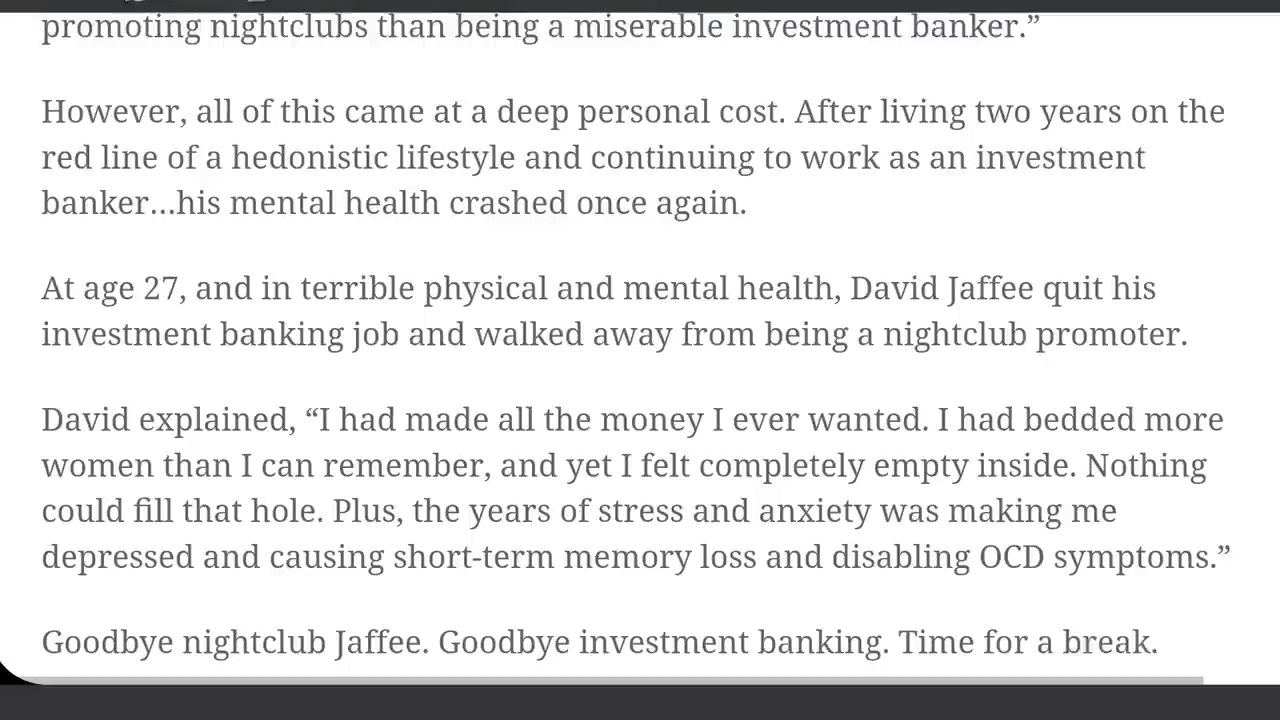 promoting nightclubs than being a miserable investment banker.”
However, all of this came at a deep personal cost. After living two years on the
red line of a hedonistic lifestyle and continuing to work as an investment
banker…his mental health crashed once again.
At age 27, and in terrible physical and mental health, David Jaffee quit his
investment banking job and walked away from being a nightclub promoter.
David explained, “I had made all the money I ever wanted. I had bedded more
women than I can remember, and yet I felt completely empty inside. Nothing
could fill that hole. Plus, the years of stress and anxiety was making me
depressed and causing short-term memory loss and disabling OCD symptoms.”
Goodbye nightclub Jaffee. Goodbye investment banking. Time for a break.